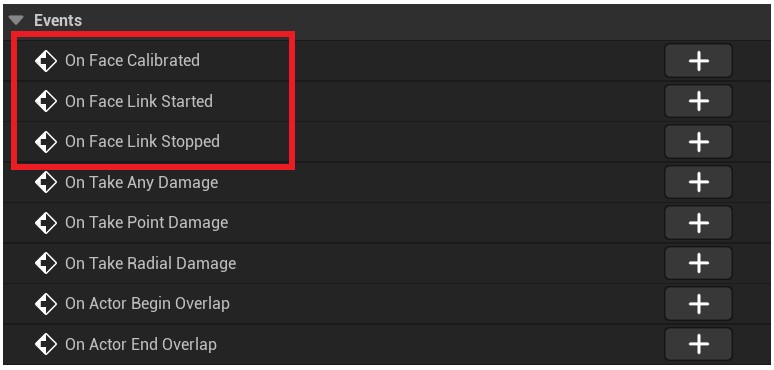 Events
On Face Calibrated
On Face Link Started
On Face Link Stopped
On Take Any Damage
On Take Point Damage
On Take Radial Damage
On Actor Begin Overlap
On Actor End Overlap